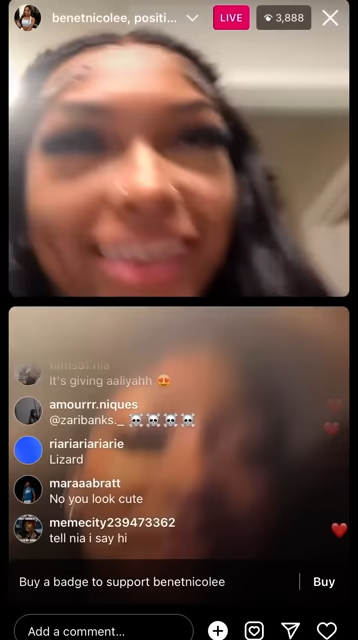 benetnicolee, positi...
LIVE
3,888
It's giving aaliyahh 😍
amourrr.niques
@zaribanks._ ☠️☠️☠️☠️
riariariariarie
Lizard
maraaabratt
No you look cute
memecity239473362
tell nia i say hi
Buy a badge to support benetnicolee
Buy
Add a comment...